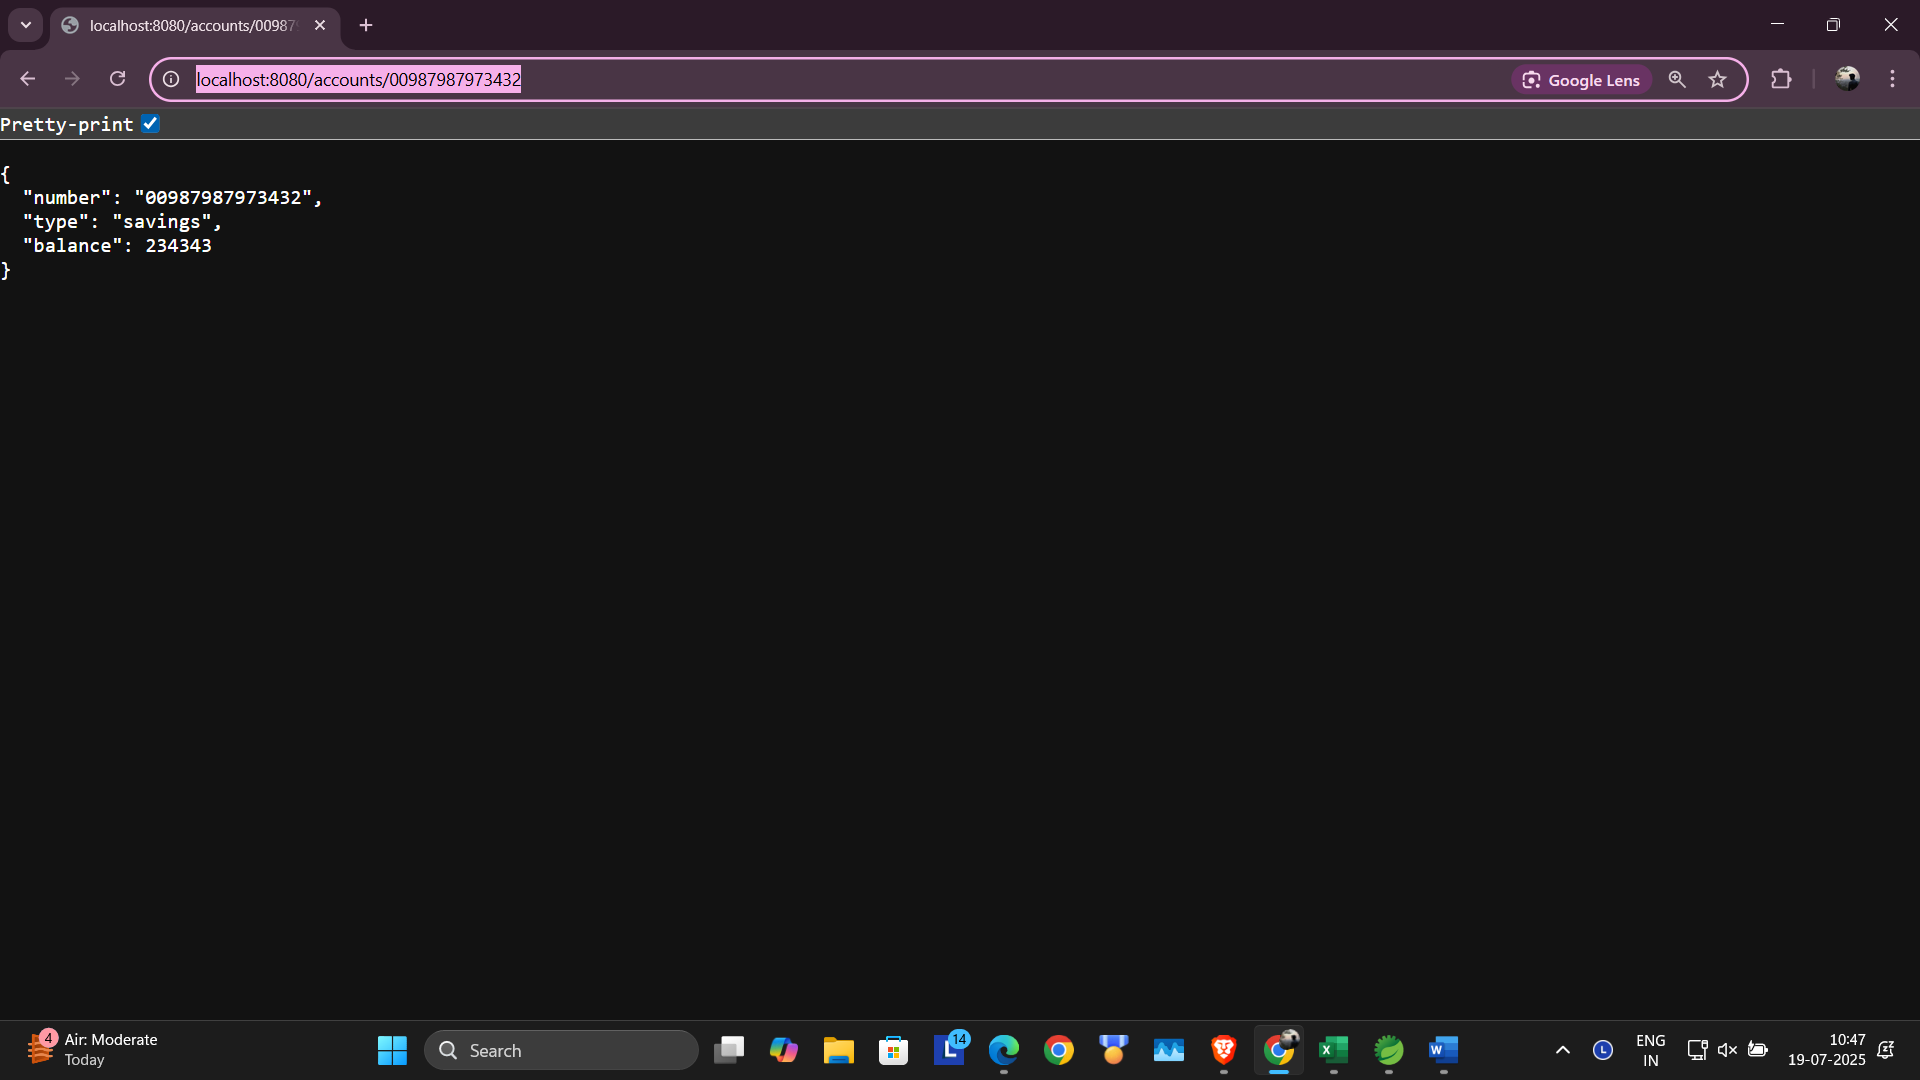 localhost:8080/accounts/00987
localhost:8080/accounts/00987987973432
Google Lens
Pretty-print
{
"number": "00987987973432",
"type": "savings",
"balance": 234343
}
4
Air: Moderate
Today
Search
L
14
X
W
L
ENG
IN
10:47
19-07-2025